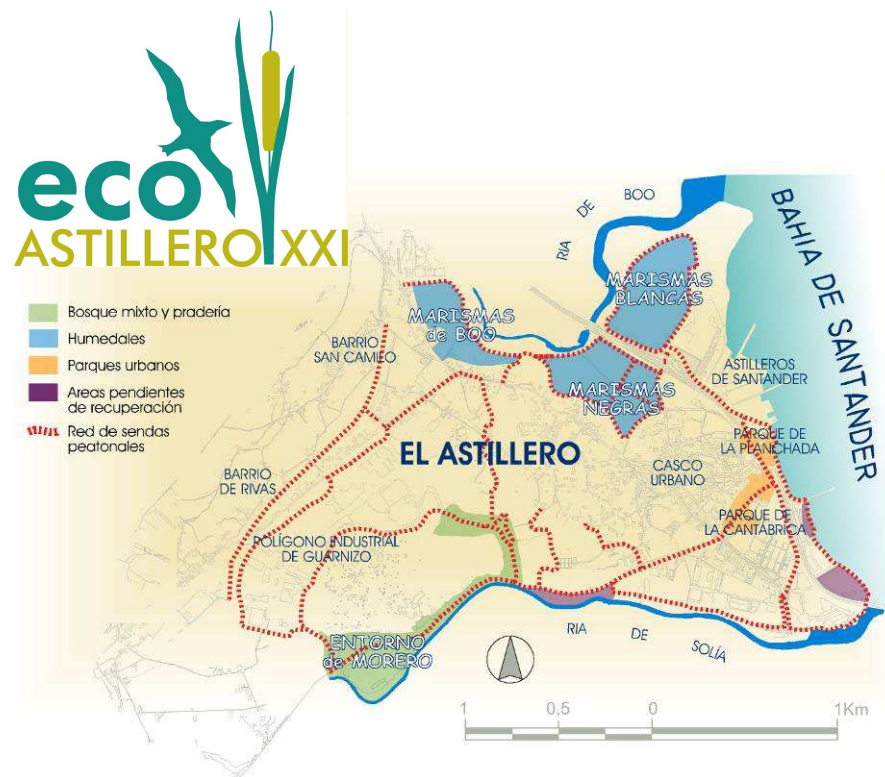 eco
ASTILLERO XXI
Bosque mixto y pradería
Humedales
Parques urbanos
Areas pendientes
de recuperación
Red de sendas
peatonales
RIA DE BOO
BAHIA DE SANTANDER
MARISMAS
BLANCAS
MARISMAS
de BOO
BARRIO
SAN CAMILO
MARISMAS
NEGRAS
ASTILLEROS
DE SANTANDER
PARQUE DE
LA PLANCHADA
EL ASTILLERO
CASCO
URBANO
BARRIO
DE RIVAS
PARQUE DE
LA CANTÁBRICA
POLÍGONO INDUSTRIAL
DE GUARNIZO
RIA DE SOLÍA
ENTORNO
de MORERO
1 0,5 0 1Km